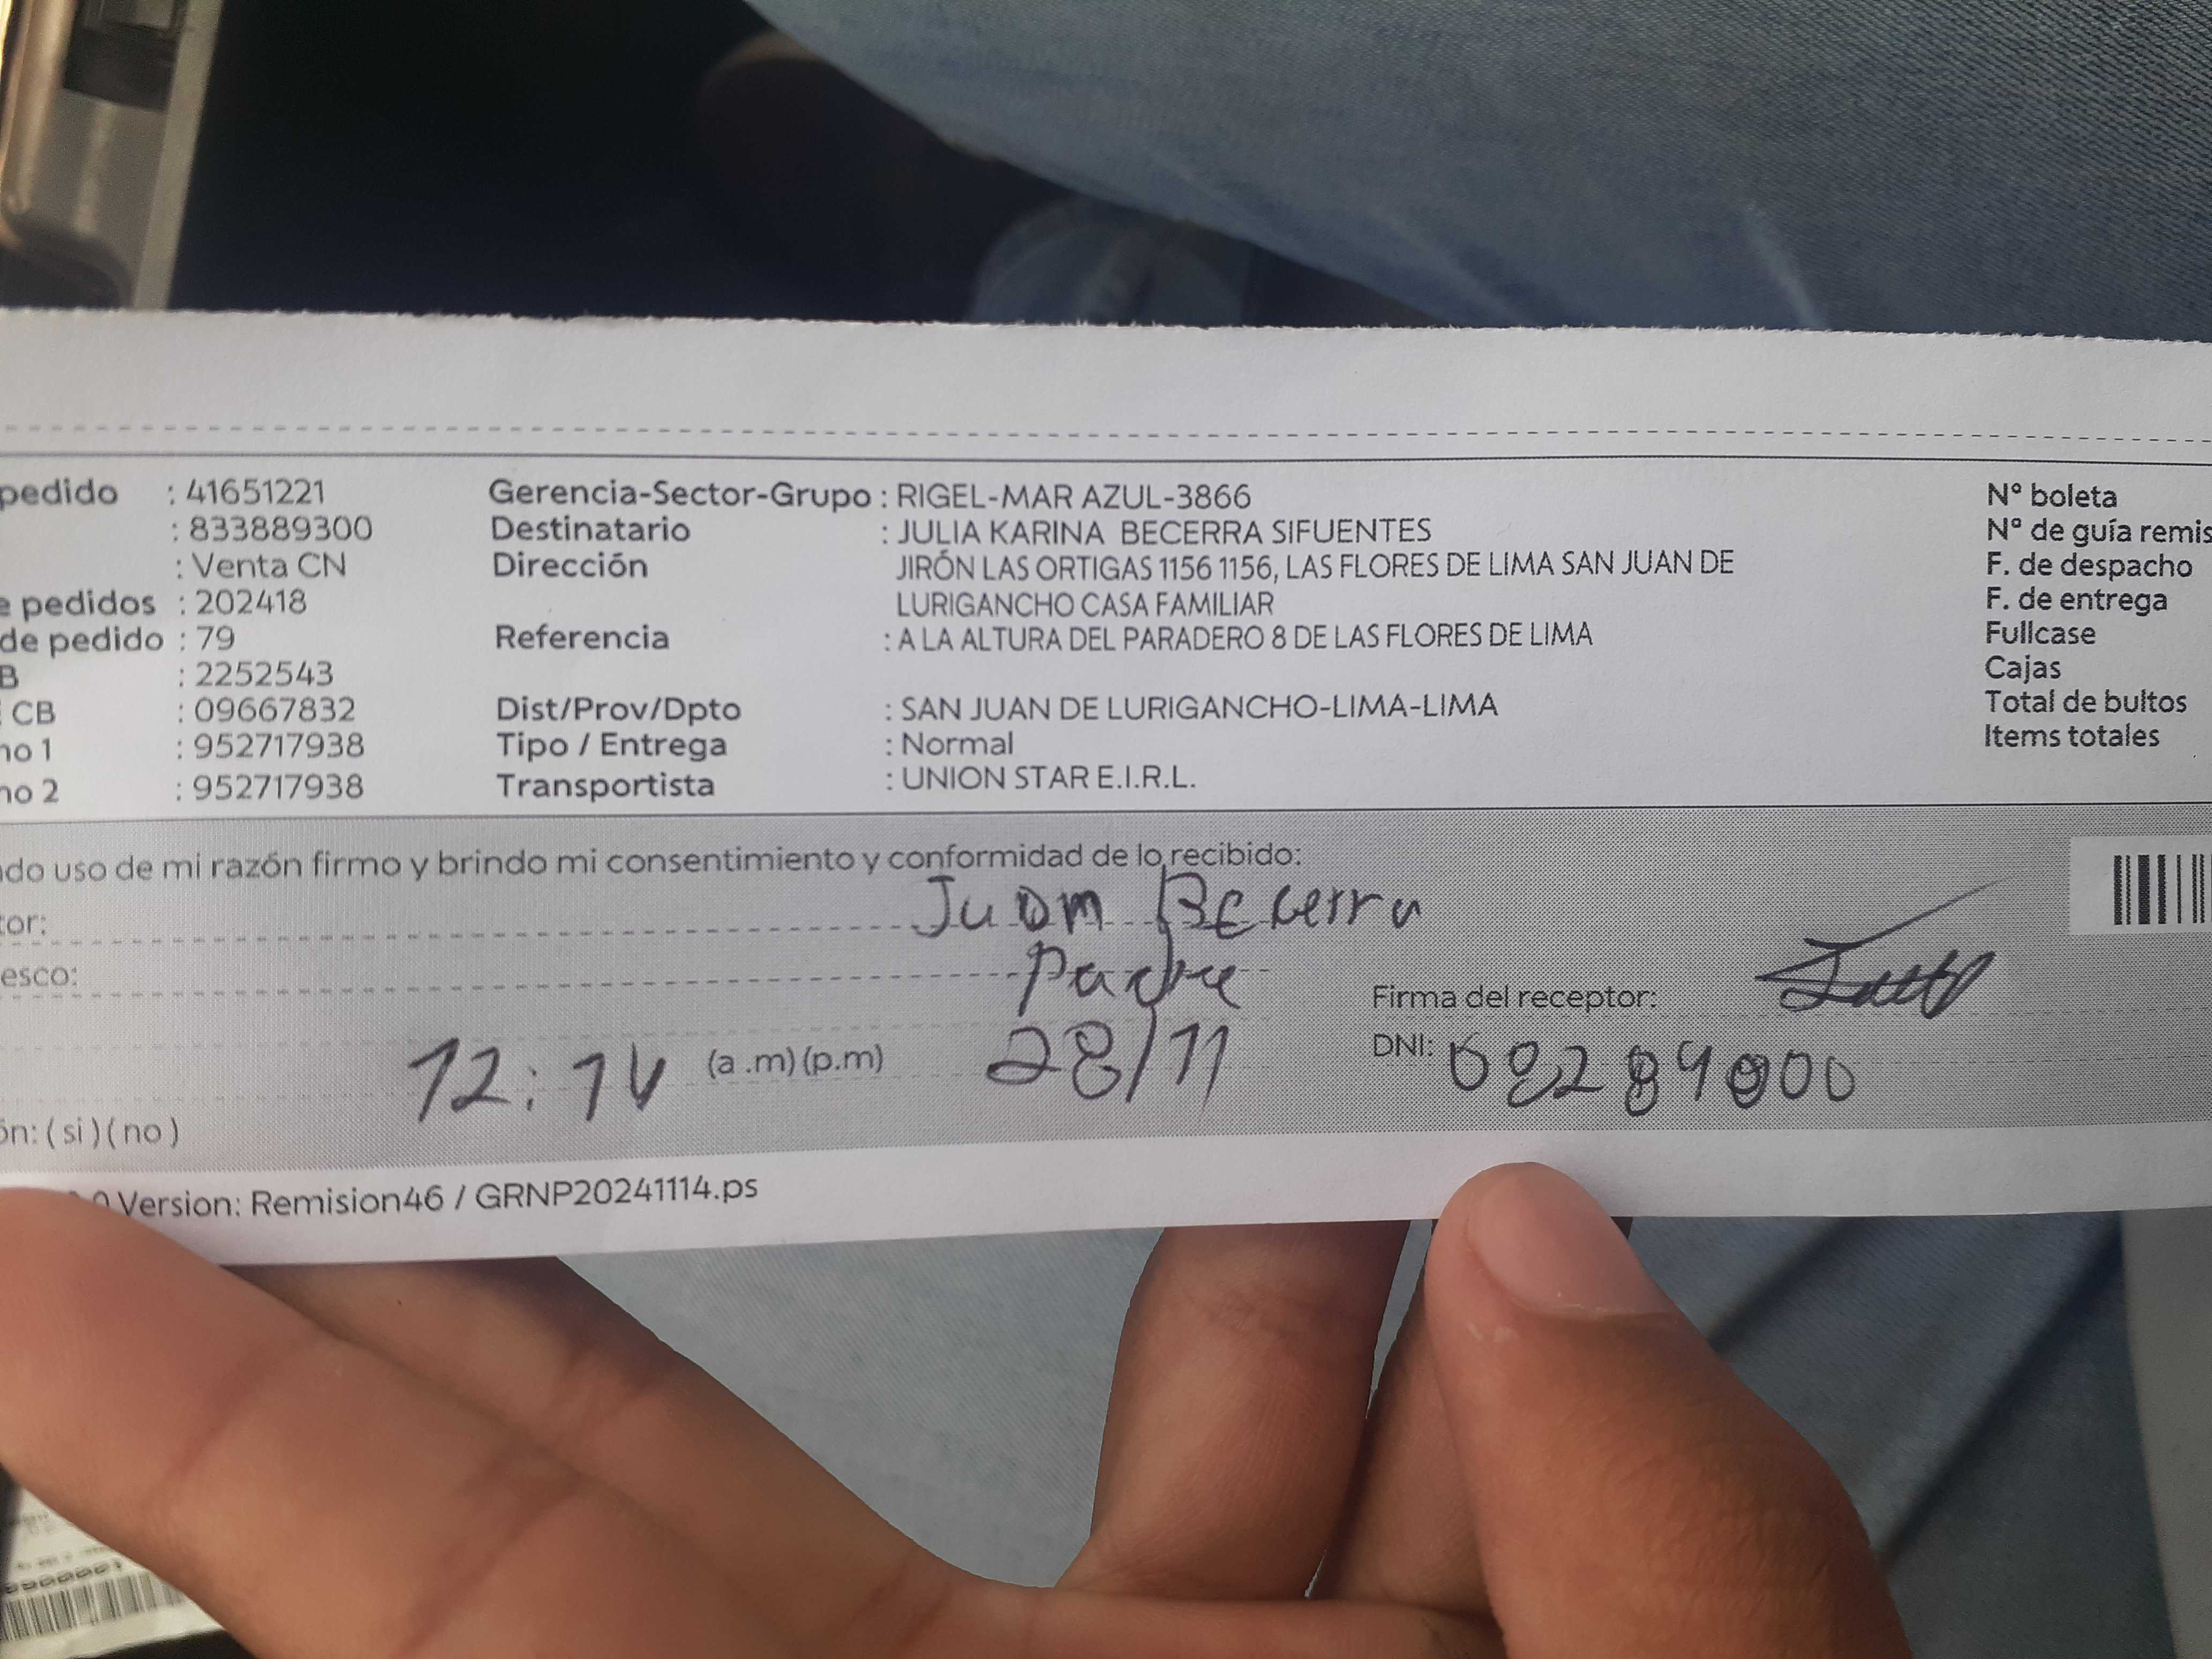 pedido : 41651221 Gerencia-Sector-Grupo : RIGEL-MAR AZUL-3866 N° boleta
: 833889300 Destinatario : JULIA KARINA BECERRA SIFUENTES N° de guía remis
: Venta CN Dirección JIRÓN LAS ORTIGAS 1156 1156, LAS FLORES DE LIMA SAN JUAN DE F. de despacho
e pedidos : 202418 LURIGANCHO CASA FAMILIAR F. de entrega
de pedido : 79 Referencia : A LA ALTURA DEL PARADERO 8 DE LAS FLORES DE LIMA Fullcase
B : 2252543 Cajas
CB : 09667832 Dist/Prov/Dpto : SAN JUAN DE LURIGANCHO-LIMA-LIMA Total de bultos
no 1 : 952717938 Tipo / Entrega : Normal Items totales
no 2 : 952717938 Transportista : UNION STAR E.I.R.L.
ndo uso de mi razón firmo y brindo mi consentimiento y conformidad de lo recibido:
tor: Juan Becerra
esco: Padre
Firma del receptor:
12:14 (a .m) (p.m) 28/11 DNI:
ón: ( si ) ( no )
Version: Remision46 / GRNP20241114.ps